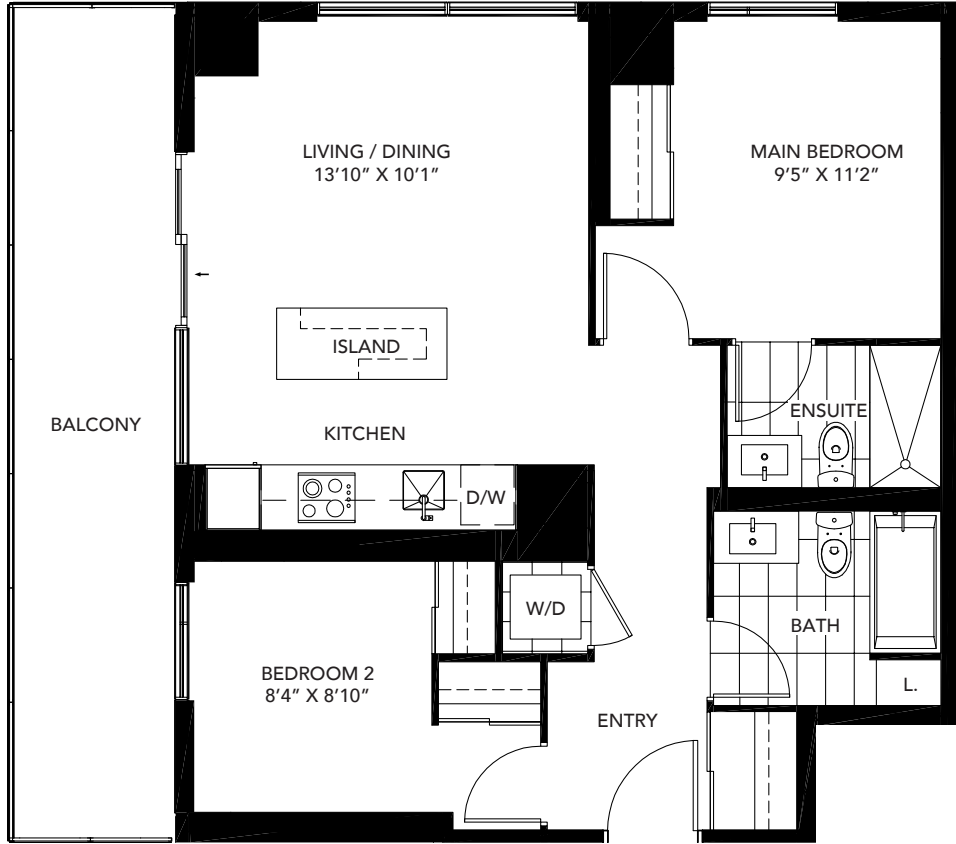 LIVING / DINING
13’10” X 10’1”
MAIN BEDROOM
9’5” X 11’2”
ISLAND
BALCONY
KITCHEN
ENSUITE
D/W
W/D
BATH
BEDROOM 2
8’4” X 8’10”
L.
ENTRY